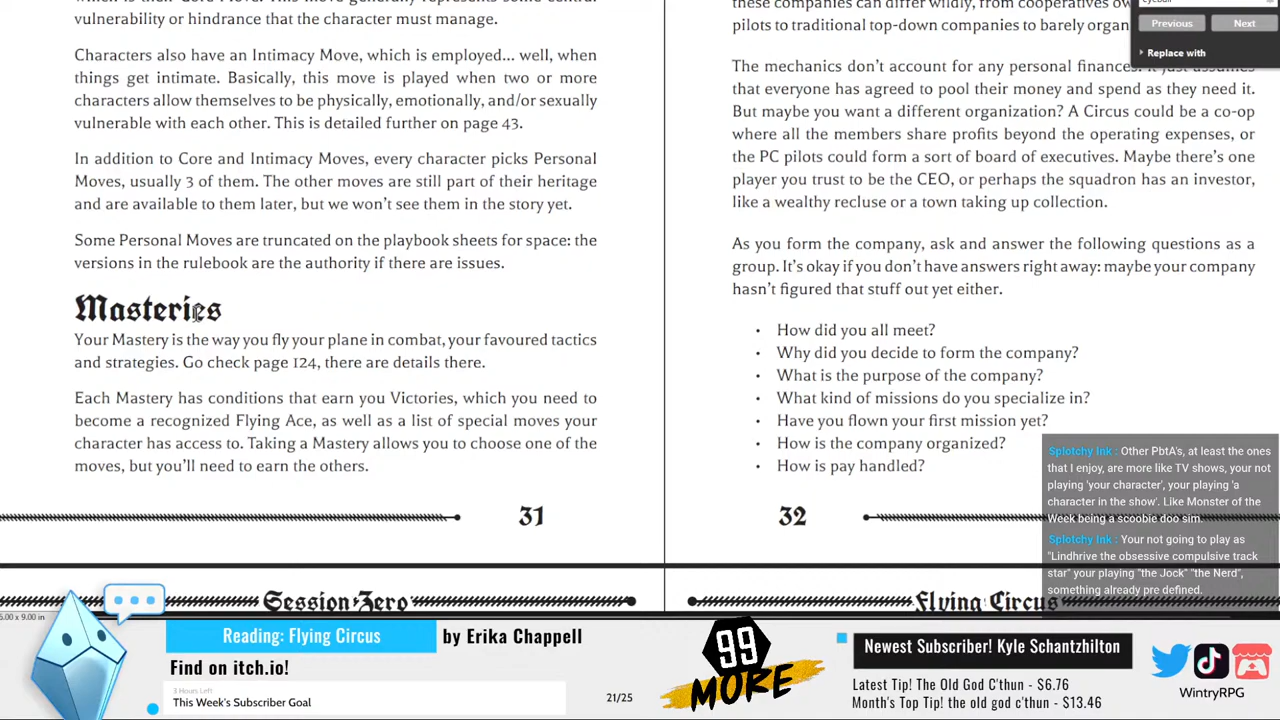 vulnerability or hindrance that the character must manage.
Characters also have an Intimacy Move, which is employed... well, when
things get intimate. Basically, this move is played when two or more
characters allow themselves to be physically, emotionally, and/or sexually
vulnerable with each other. This is detailed further on page 43.
In addition to Core and Intimacy Moves, every character picks Personal
Moves, usually 3 of them. The other moves are still part of their heritage
and are available to them later, but we won't see them in the story yet.
Some Personal Moves are truncated on the playbook sheets for space: the
versions in the rulebook are the authority if there are issues.
Masteries
Your Mastery is the way you fly your plane in combat, your favoured tactics
and strategies. Go check page 124, there are details there.
Each Mastery has conditions that earn you Victories, which you need to
become a recognized Flying Ace, as well as a list of special moves your
character has access to. Taking a Mastery allows you to choose one of the
moves, but you'll need to earn the others.
31
Session Zero
these companies can differ wildly, from cooperatives
pilots to traditional top-down companies to barely
The mechanics don't account for any personal finances. It just assumes
that everyone has agreed to pool their money and spend as they need it.
But maybe you want a different organization? A Circus could be a co-op
where all the members share profits beyond the operating expenses, or
the PC pilots could form a sort of board of executives. Maybe there's one
player you trust to be the CEO, or perhaps the squadron has an investor,
like a wealthy recluse or a town taking up collection.
As you form the company, ask and answer the following questions as a
group. It's okay if you don't have answers right away: maybe your company
hasn't figured that stuff out yet either.
• How did you all meet?
• Why did you decide to form the company?
• What is the purpose of the company?
• What kind of missions do you specialize in?
• Have you flown your first mission yet?
• How is the company organized?
• How is pay handled?
32
Flying Circus
Previous Next
Replace with
Splotchy Ink : Other PbtA's, at least the ones
that I enjoy, are more like TV shows, your not
playing 'your character', your playing 'a
character in the show'. Like Monster of the
Week being a scoobie doo sim.
Splotchy Ink : Your not going to play as
"Lindhrive the obsessive compulsive track
star" your playing "the Jock" "the Nerd",
something already pre defined.
6.00 x 9.00 in
Reading: Flying Circus by Erika Chappell
Find on itch.io!
3 Hours Left
This Week's Subscriber Goal
21/25
99
MORE
Newest Subscriber! Kyle Schantzhilton
Latest Tip! The Old God C'thun - $6.76
Month's Top Tip! the old god c'thun - $13.46
WintryRPG